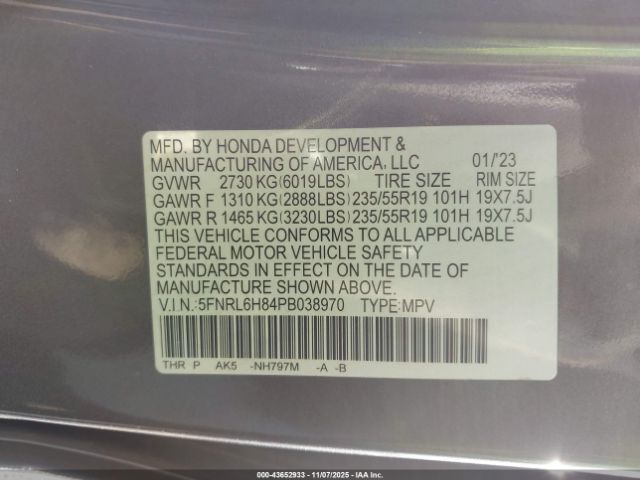 MFD. BY HONDA DEVELOPMENT &
MANUFACTURING OF AMERICA, LLC 01/'23
GVWR 2730 KG(6019LBS) TIRE SIZE RIM SIZE
GAWR F 1310 KG(2888LBS) 235/55R19 101H 19X7.5J
GAWR R 1465 KG(3230LBS) 235/55R19 101H 19X7.5J
THIS VEHICLE CONFORMS TO ALL APPLICABLE
FEDERAL MOTOR VEHICLE SAFETY
STANDARDS IN EFFECT ON THE DATE OF
MANUFACTURE SHOWN ABOVE.
V.I.N.:5FNRL6H84PB038970 TYPE:MPV
THR P AK5 -NH797M -A -B
000-43652933 - 11/07/2025 - IAAI.CA